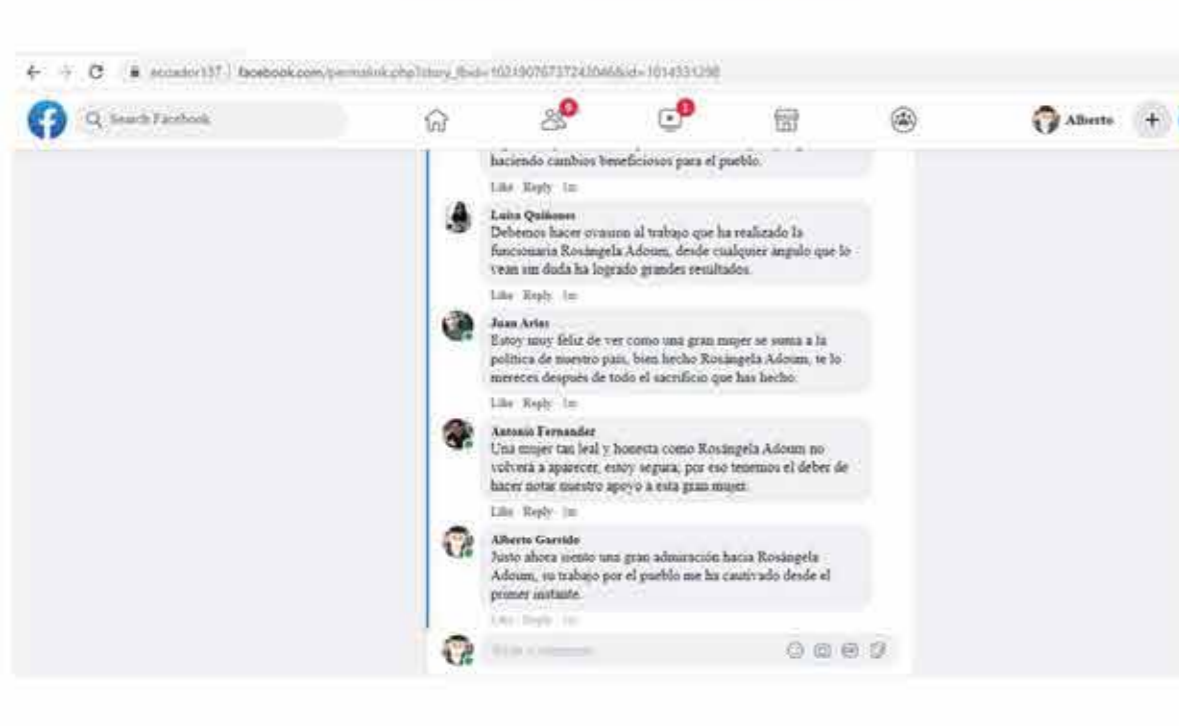 ecuador137 | facebook.com/permalink.php?story_fbid=
Search Facebook
9
1
Alberto
haciendo cambios beneficiosos para el pueblo.
Like Reply 1m
Luisa Quiñones
Debemos hacer ovasion al trabajo que ha realizado la
funcionaria Rosángela Adoum, desde cualquier ángulo que lo
vean sin duda ha logrado grandes resultados.
Like Reply 1m
Juan Arias
Estoy muy feliz de ver como una gran mujer se suma a la
política de nuestro país, bien hecho Rosángela Adoum, te lo
mereces después de todo el sacrificio que has hecho.
Like Reply 1m
Antonio Fernander
Una mujer tan leal y honesta como Rosángela Adoum no
volverá a aparecer, estoy segura, por eso tenemos el deber de
hacer notar nuestro apoyo a esta gran mujer.
Like Reply 1m
Alberto Garrido
Justo ahora siento una gran admiración hacia Rosángela
Adoum, su trabajo por el pueblo me ha cautivado desde el
primer instante.
Like Reply 1m
Write a comment